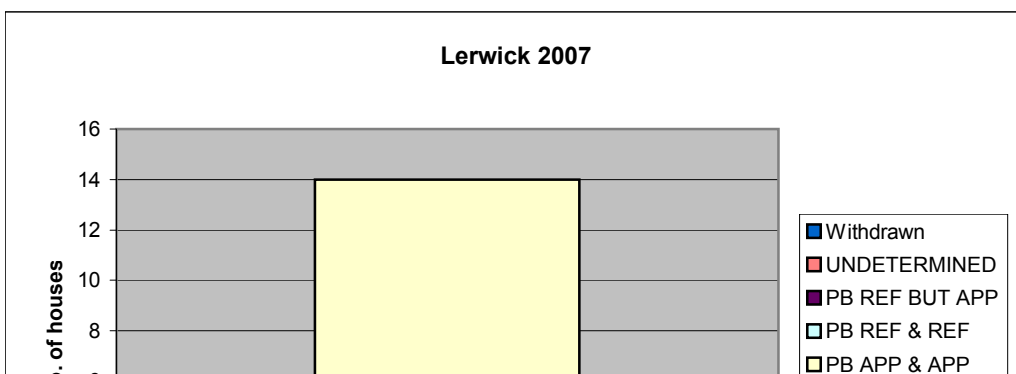 Lerwick 2007
16
14
12
10
8
of houses
Withdrawn
UNDETERMINED
PB REF BUT APP
PB REF & REF
PB APP & APP